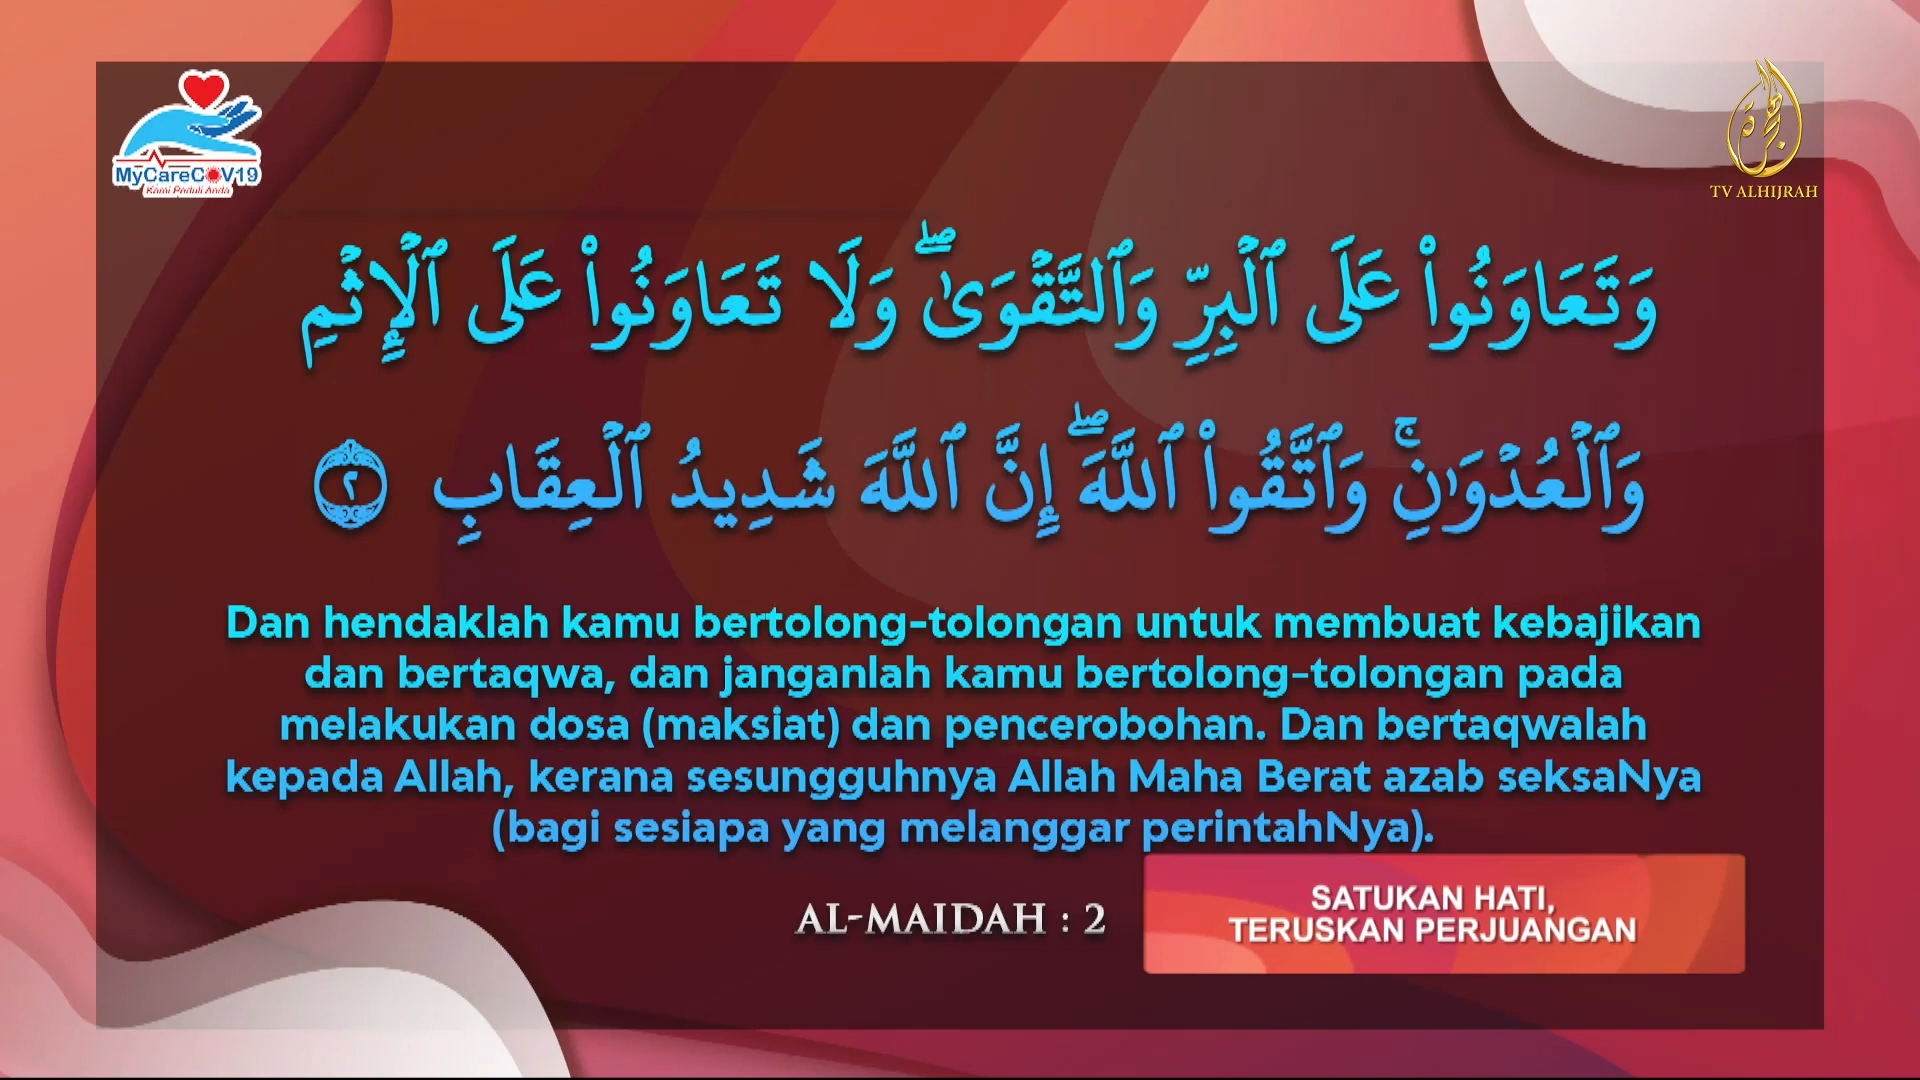 MyCareCOV19
Kami Peduli Anda
TV ALHIJRAH
وَتَعَاوَنُوا۟ عَلَى ٱلْبِرِّ وَٱلتَّقْوَىٰ ۖ وَلَا تَعَاوَنُوا۟ عَلَى ٱلْإِثْمِ
وَٱلْعُدْوَٰنِ ۚ وَٱتَّقُوا۟ ٱللَّهَ ۖ إِنَّ ٱللَّهَ شَدِيدُ ٱلْعِقَابِ ٢
Dan hendaklah kamu bertolong-tolongan untuk membuat kebajikan
dan bertaqwa, dan janganlah kamu bertolong-tolongan pada
melakukan dosa (maksiat) dan pencerobohan. Dan bertaqwalah
kepada Allah, kerana sesungguhnya Allah Maha Berat azab seksaNya
(bagi sesiapa yang melanggar perintahNya).
AL-MAIDAH : 2
SATUKAN HATI,
TERUSKAN PERJUANGAN